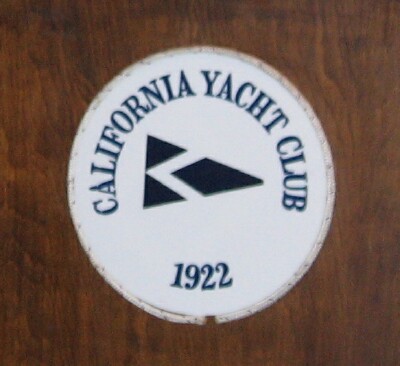 CALIFORNIA YACHT CLUB
1922